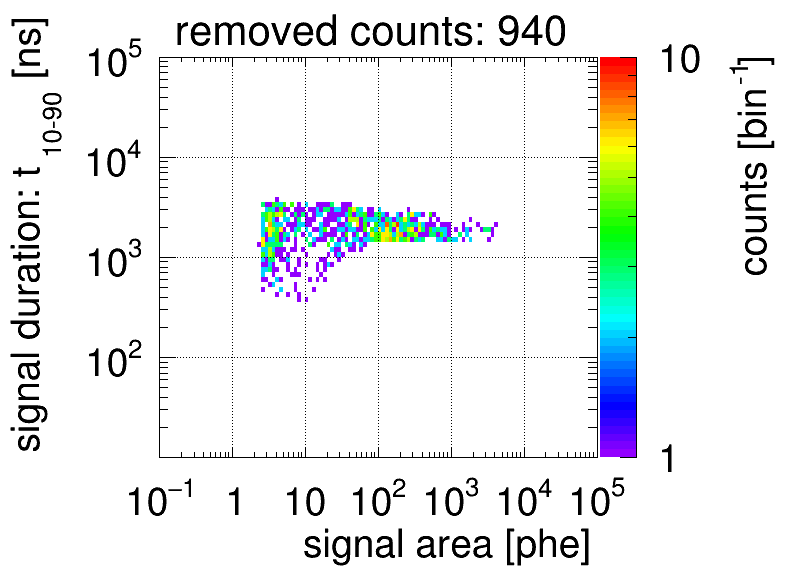 removed counts: 940
signal duration: t 10-90 [ns]
10^5
10^4
10^3
10^2
10^−1 1 10 10^2 10^3 10^4 10^5
signal area [phe]
10
1
counts [bin^-1]